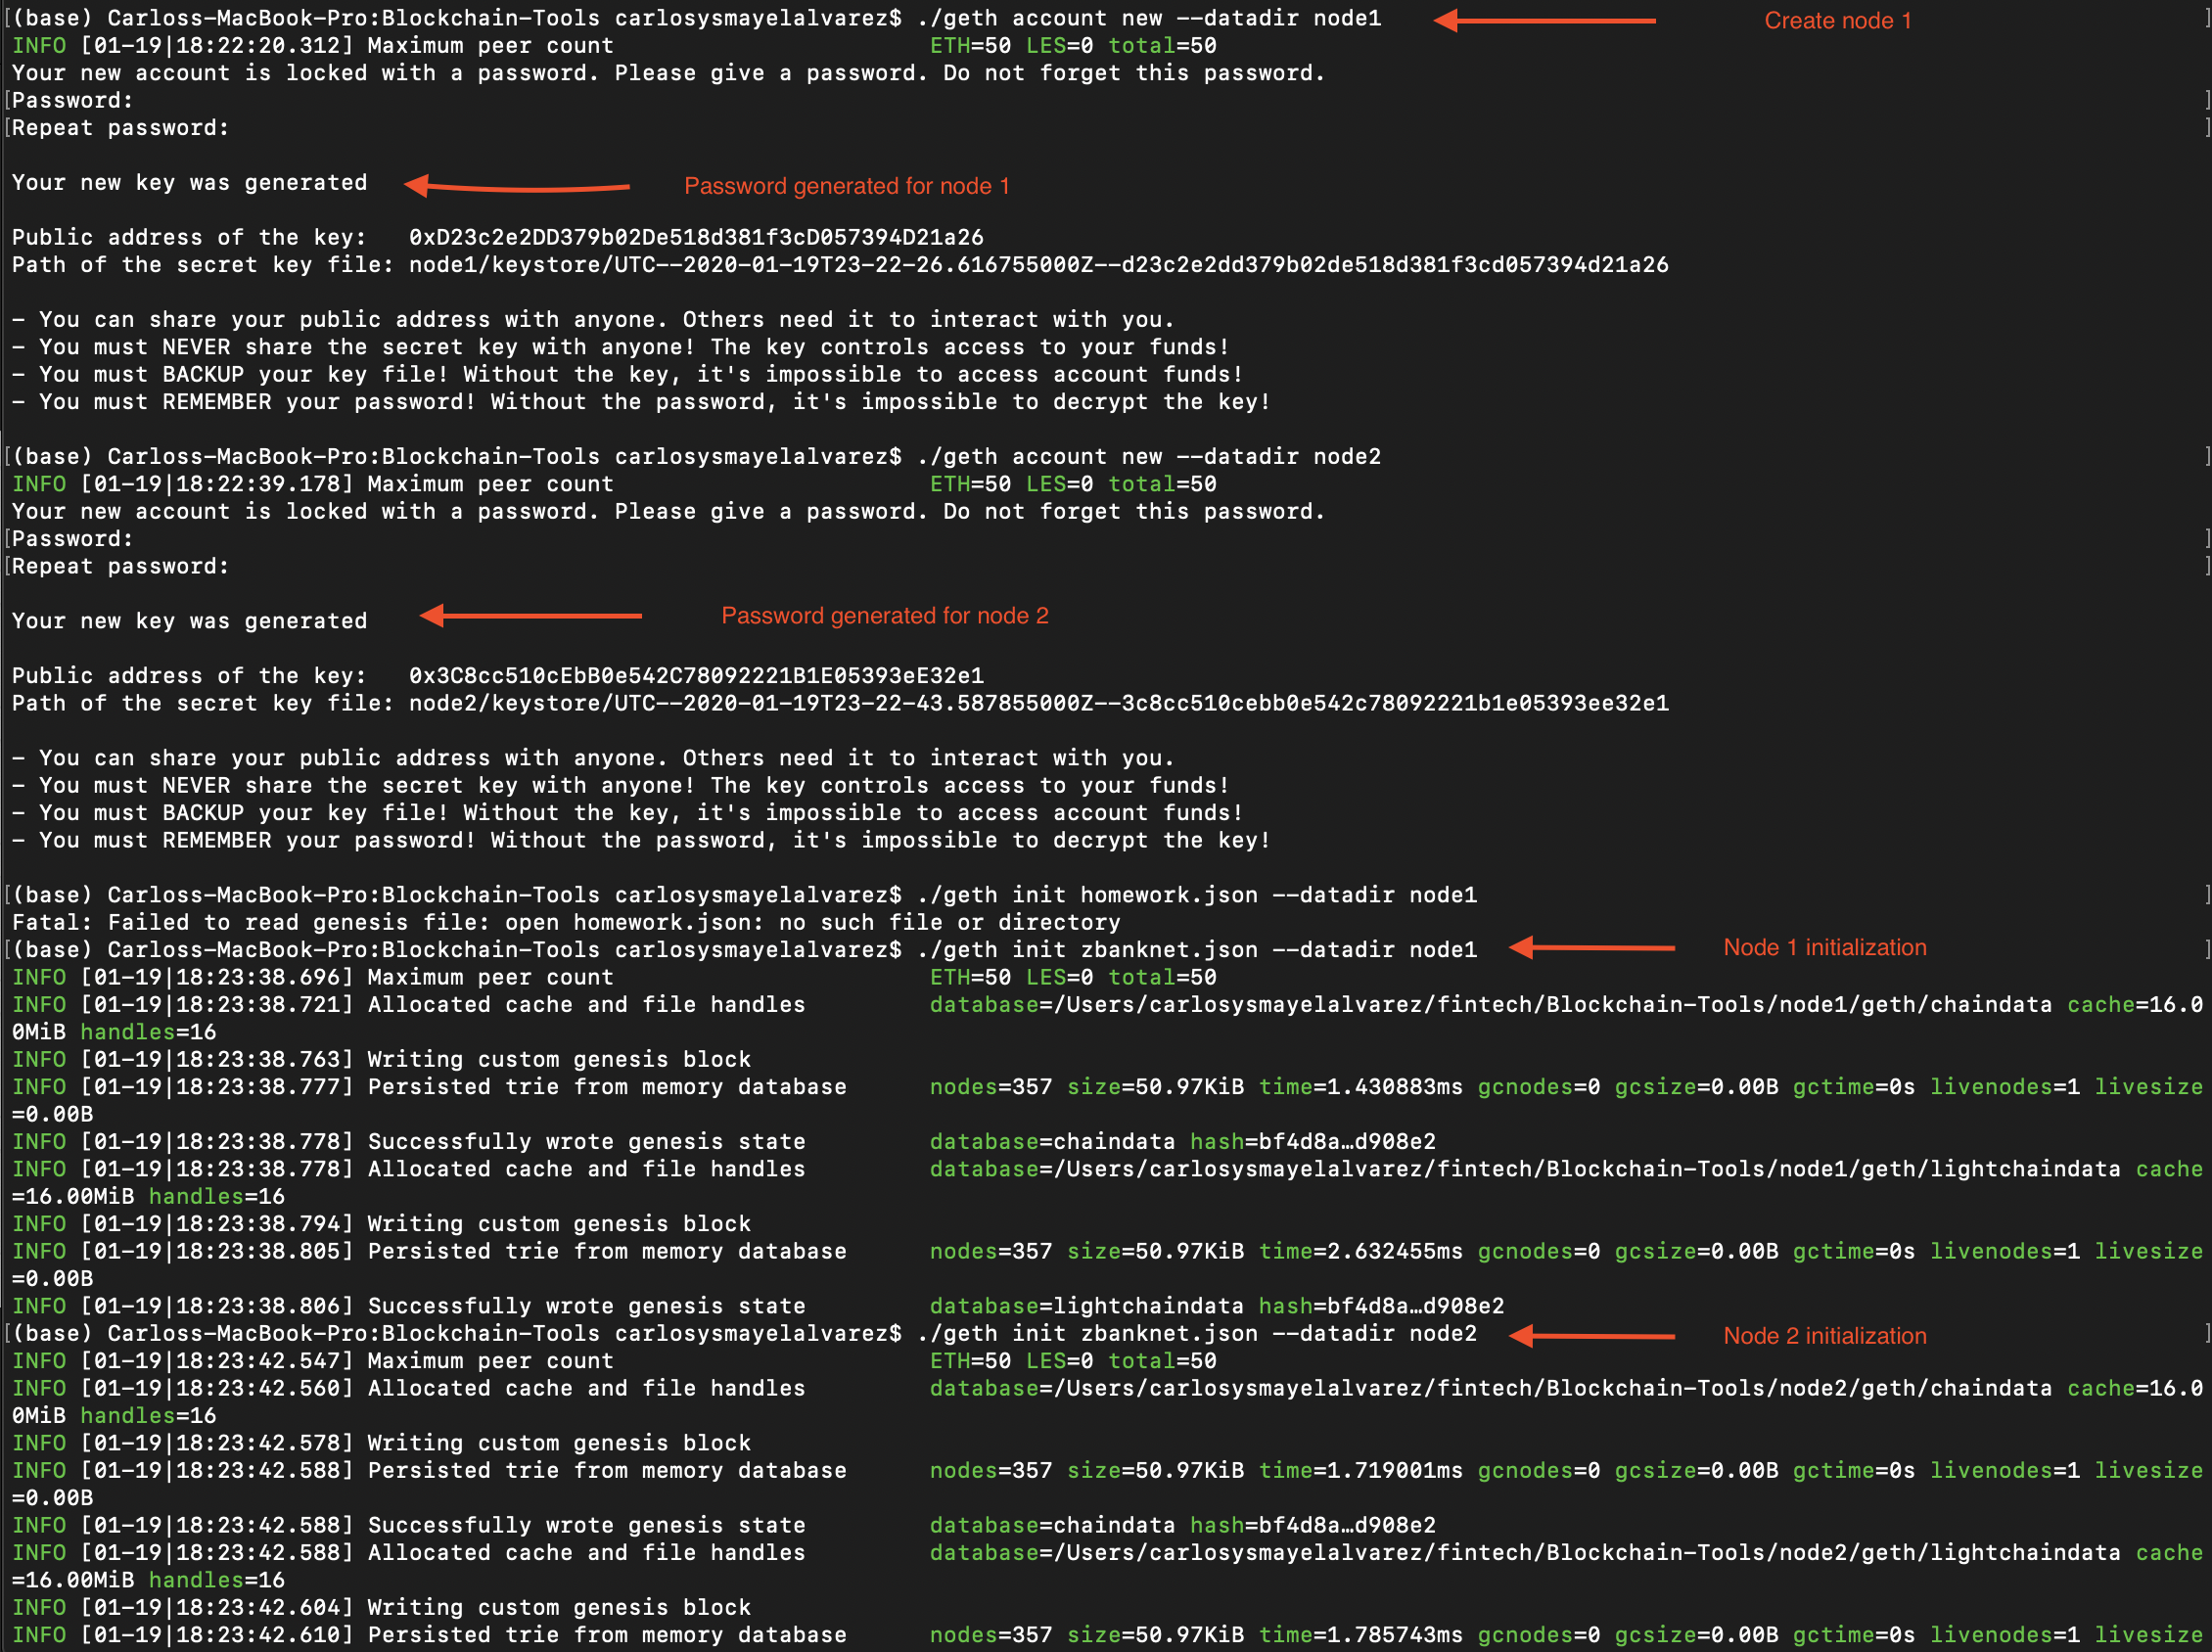 [(base) Carloss-MacBook-Pro:Blockchain-Tools carlosysmayelalvarez$ ./geth account new --datadir node1 Create node 1 ]
INFO [01-19|18:22:20.312] Maximum peer count ETH=50 LES=0 total=50
Your new account is locked with a password. Please give a password. Do not forget this password.
[Password: ]
[Repeat password: ]
Your new key was generated Password generated for node 1
Public address of the key: 0xD23c2e2DD379b02De518d381f3cD057394D21a26
Path of the secret key file: node1/keystore/UTC--2020-01-19T23-22-26.616755000Z--d23c2e2dd379b02de518d381f3cd057394d21a26
- You can share your public address with anyone. Others need it to interact with you.
- You must NEVER share the secret key with anyone! The key controls access to your funds!
- You must BACKUP your key file! Without the key, it's impossible to access account funds!
- You must REMEMBER your password! Without the password, it's impossible to decrypt the key!
[(base) Carloss-MacBook-Pro:Blockchain-Tools carlosysmayelalvarez$ ./geth account new --datadir node2 ]
INFO [01-19|18:22:39.178] Maximum peer count ETH=50 LES=0 total=50
Your new account is locked with a password. Please give a password. Do not forget this password.
[Password: ]
[Repeat password: ]
Your new key was generated Password generated for node 2
Public address of the key: 0x3C8cc510cEbB0e542C78092221B1E05393eE32e1
Path of the secret key file: node2/keystore/UTC--2020-01-19T23-22-43.587855000Z--3c8cc510cebb0e542c78092221b1e05393ee32e1
- You can share your public address with anyone. Others need it to interact with you.
- You must NEVER share the secret key with anyone! The key controls access to your funds!
- You must BACKUP your key file! Without the key, it's impossible to access account funds!
- You must REMEMBER your password! Without the password, it's impossible to decrypt the key!
[(base) Carloss-MacBook-Pro:Blockchain-Tools carlosysmayelalvarez$ ./geth init homework.json --datadir node1 ]
Fatal: Failed to read genesis file: open homework.json: no such file or directory
[(base) Carloss-MacBook-Pro:Blockchain-Tools carlosysmayelalvarez$ ./geth init zbanknet.json --datadir node1 Node 1 initialization ]
INFO [01-19|18:23:38.696] Maximum peer count ETH=50 LES=0 total=50
INFO [01-19|18:23:38.721] Allocated cache and file handles database=/Users/carlosysmayelalvarez/fintech/Blockchain-Tools/node1/geth/chaindata cache=16.0
0MiB handles=16
INFO [01-19|18:23:38.763] Writing custom genesis block
INFO [01-19|18:23:38.777] Persisted trie from memory database nodes=357 size=50.97KiB time=1.430883ms gcnodes=0 gcsize=0.00B gctime=0s livenodes=1 livesize
=0.00B
INFO [01-19|18:23:38.778] Successfully wrote genesis state database=chaindata hash=bf4d8a…d908e2
INFO [01-19|18:23:38.778] Allocated cache and file handles database=/Users/carlosysmayelalvarez/fintech/Blockchain-Tools/node1/geth/lightchaindata cache
=16.00MiB handles=16
INFO [01-19|18:23:38.794] Writing custom genesis block
INFO [01-19|18:23:38.805] Persisted trie from memory database nodes=357 size=50.97KiB time=2.632455ms gcnodes=0 gcsize=0.00B gctime=0s livenodes=1 livesize
=0.00B
INFO [01-19|18:23:38.806] Successfully wrote genesis state database=lightchaindata hash=bf4d8a…d908e2
[(base) Carloss-MacBook-Pro:Blockchain-Tools carlosysmayelalvarez$ ./geth init zbanknet.json --datadir node2 Node 2 initialization ]
INFO [01-19|18:23:42.547] Maximum peer count ETH=50 LES=0 total=50
INFO [01-19|18:23:42.560] Allocated cache and file handles database=/Users/carlosysmayelalvarez/fintech/Blockchain-Tools/node2/geth/chaindata cache=16.0
0MiB handles=16
INFO [01-19|18:23:42.578] Writing custom genesis block
INFO [01-19|18:23:42.588] Persisted trie from memory database nodes=357 size=50.97KiB time=1.719001ms gcnodes=0 gcsize=0.00B gctime=0s livenodes=1 livesize
=0.00B
INFO [01-19|18:23:42.588] Successfully wrote genesis state database=chaindata hash=bf4d8a…d908e2
INFO [01-19|18:23:42.588] Allocated cache and file handles database=/Users/carlosysmayelalvarez/fintech/Blockchain-Tools/node2/geth/lightchaindata cache
=16.00MiB handles=16
INFO [01-19|18:23:42.604] Writing custom genesis block
INFO [01-19|18:23:42.610] Persisted trie from memory database nodes=357 size=50.97KiB time=1.785743ms gcnodes=0 gcsize=0.00B gctime=0s livenodes=1 livesize